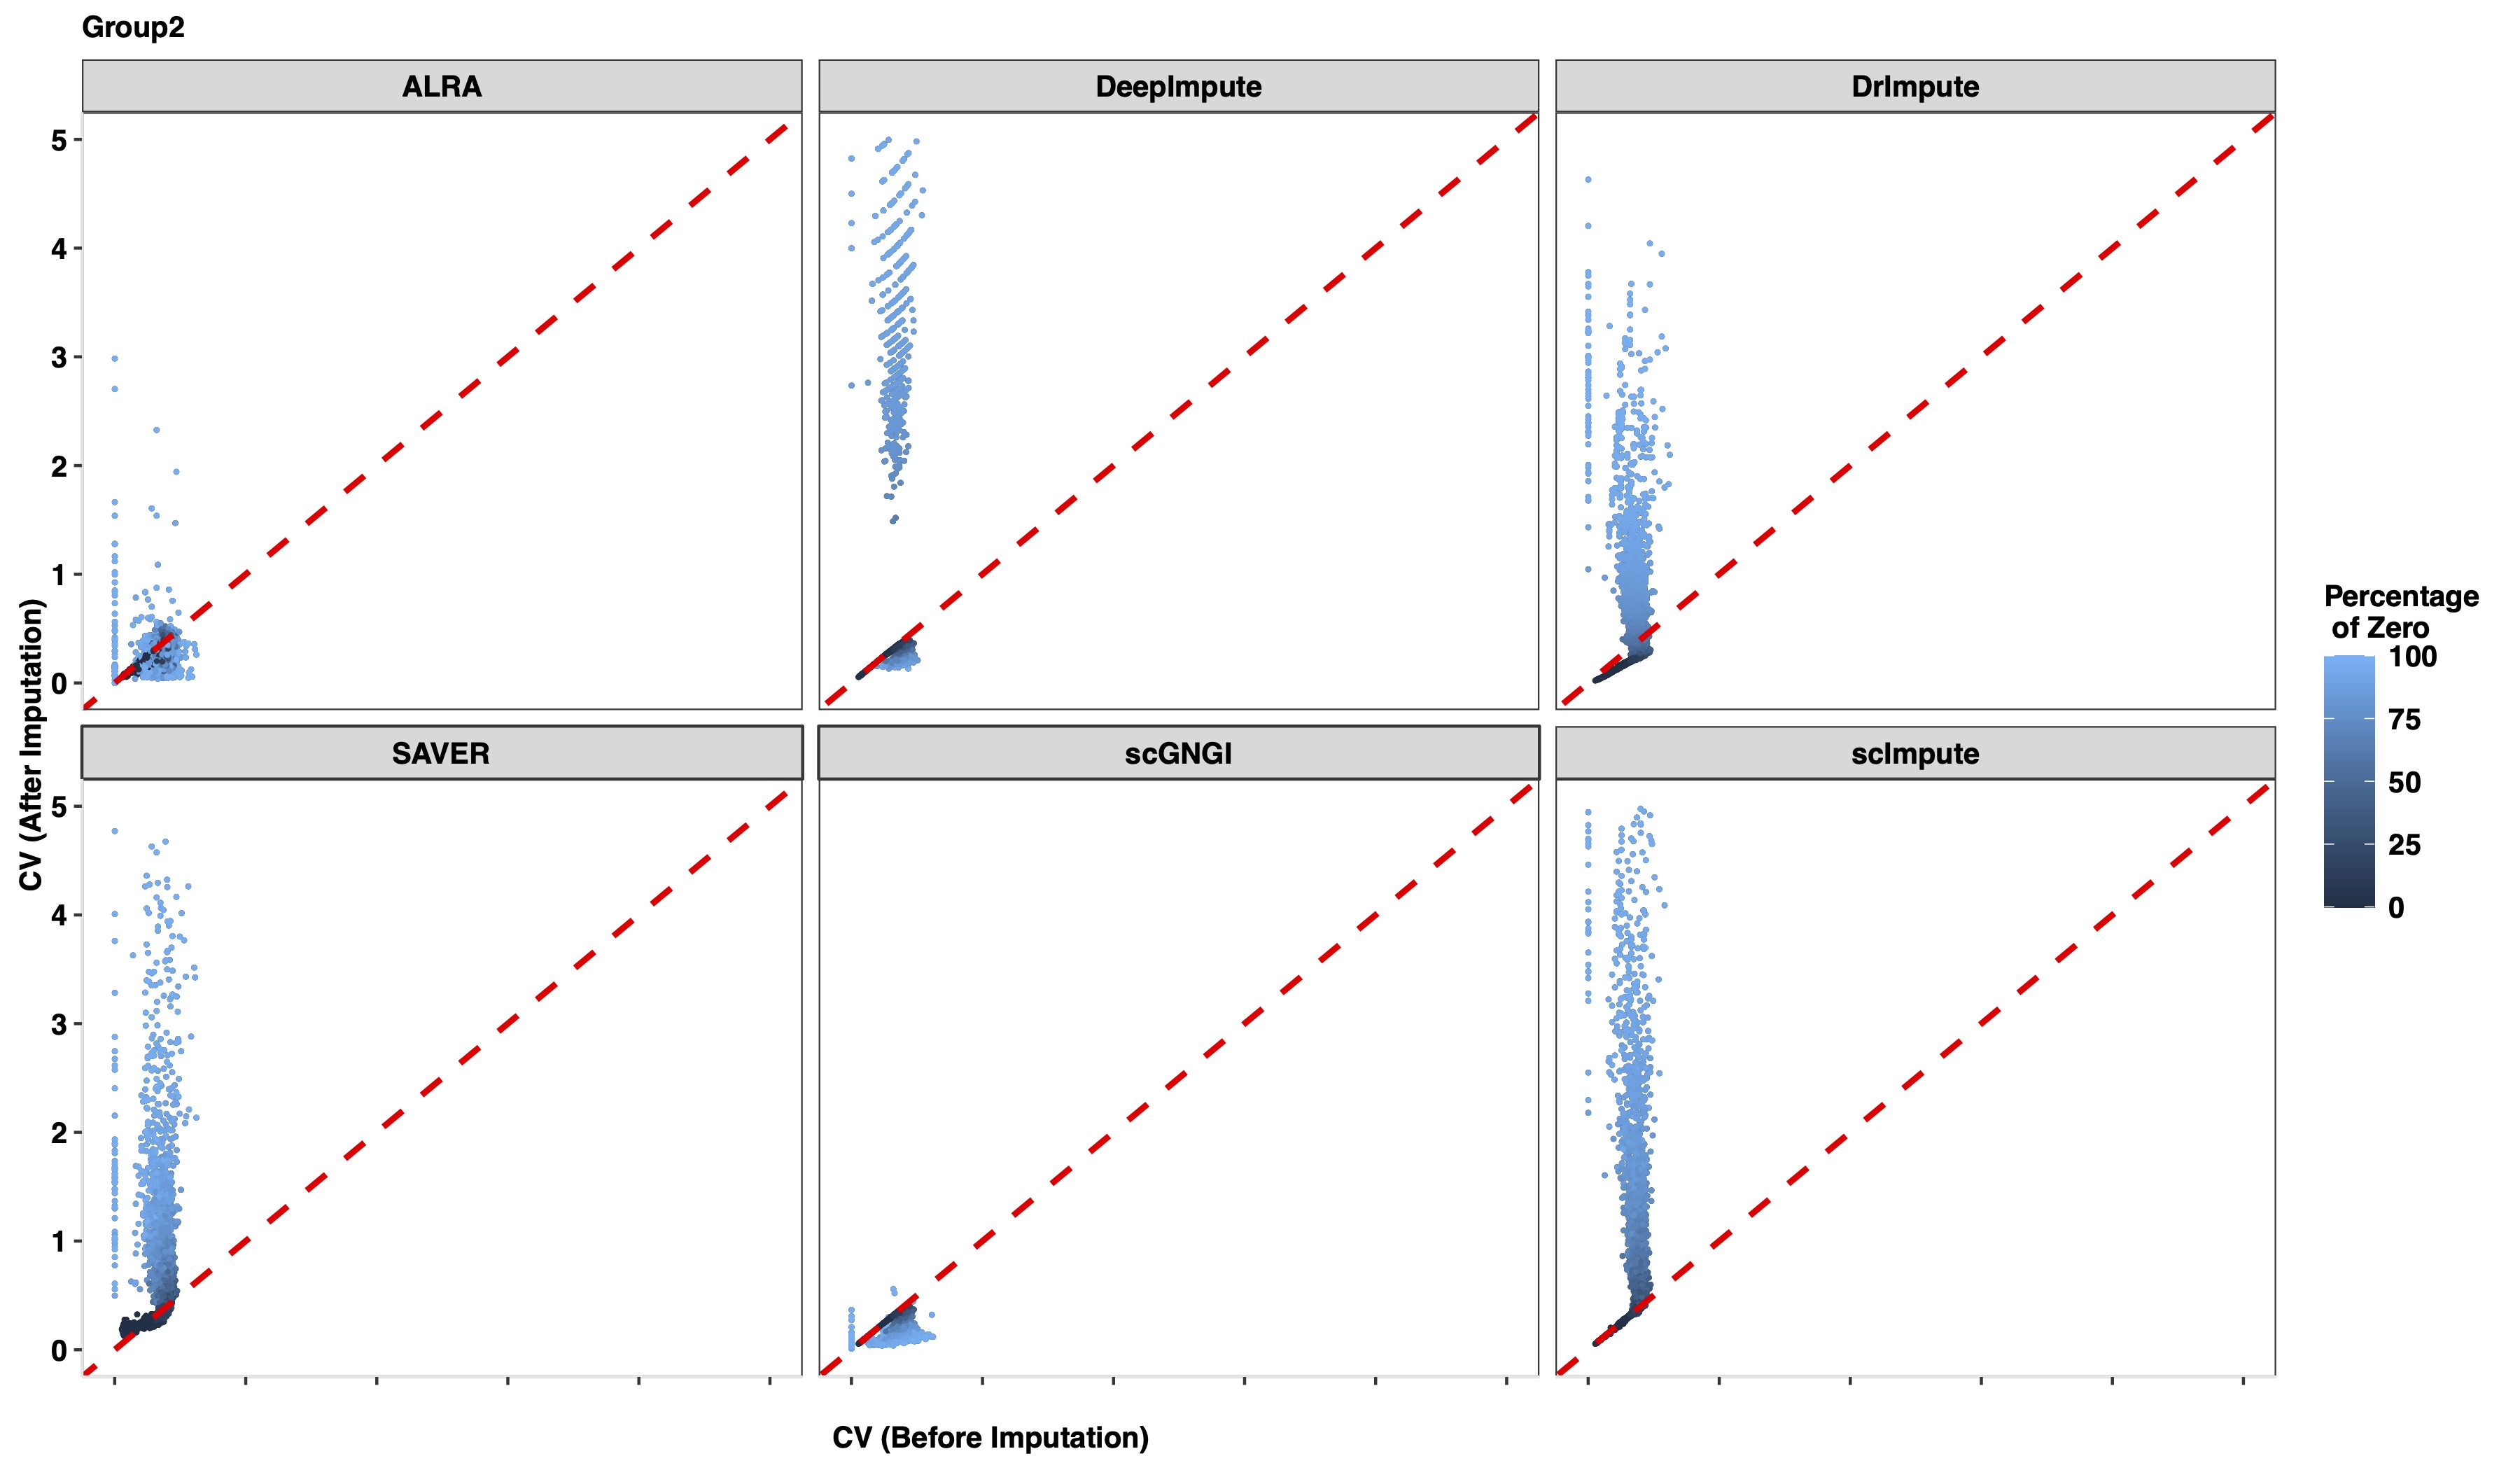 Group2
ALRA
DeepImpute
DrImpute
5
4
3
2
1
0
SAVER
scGNGI
scImpute
5
4
3
2
1
0
CV (After Imputation)
CV (Before Imputation)
Percentage
of Zero
100
75
50
25
0